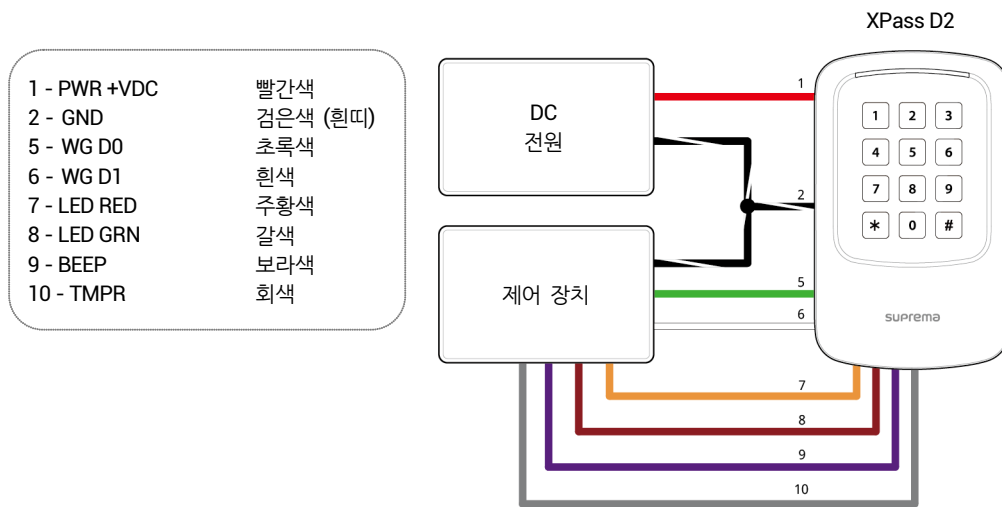 XPass D2
1 - PWR +VDC 빨간색
2 - GND 검은색 (흰띠)
5 - WG D0 초록색
6 - WG D1 흰색
7 - LED RED 주황색
8 - LED GRN 갈색
9 - BEEP 보라색
10 - TMPR 회색
DC
전원
제어 장치
1
2
5
6
7
8
9
10
1 2 3
4 5 6
7 8 9
* 0 #
suprema